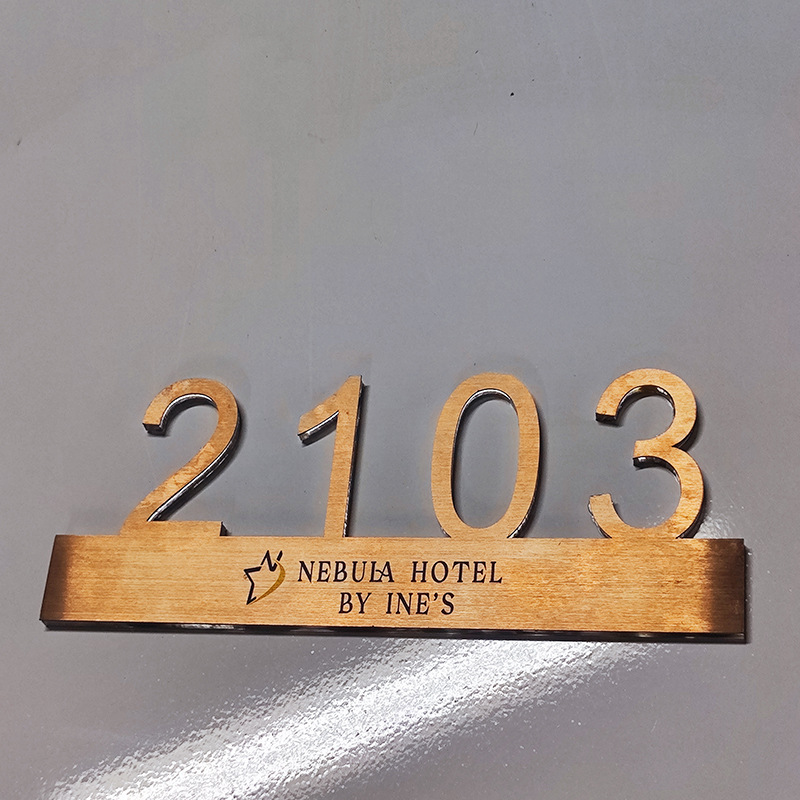 2103
NEBULA HOTEL
BY INE'S